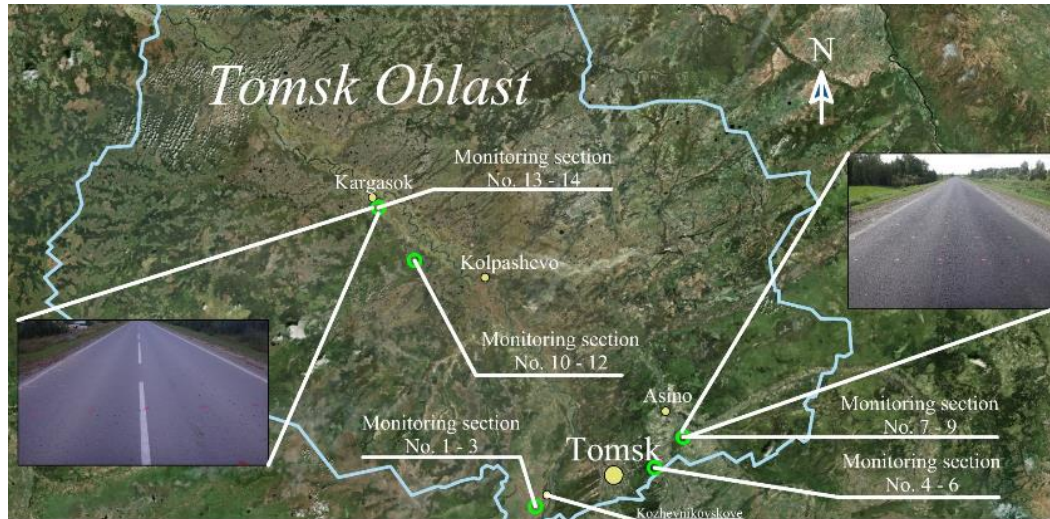 Tomsk Oblast
N
Monitoring section
No. 13 - 14
Kargasok
Kolpashevo
Monitoring section
No. 10 - 12
Asino
Monitoring section
No. 7 - 9
Monitoring section
No. 1 - 3
Tomsk
Monitoring section
No. 4 - 6
Kozhevnikovskoye